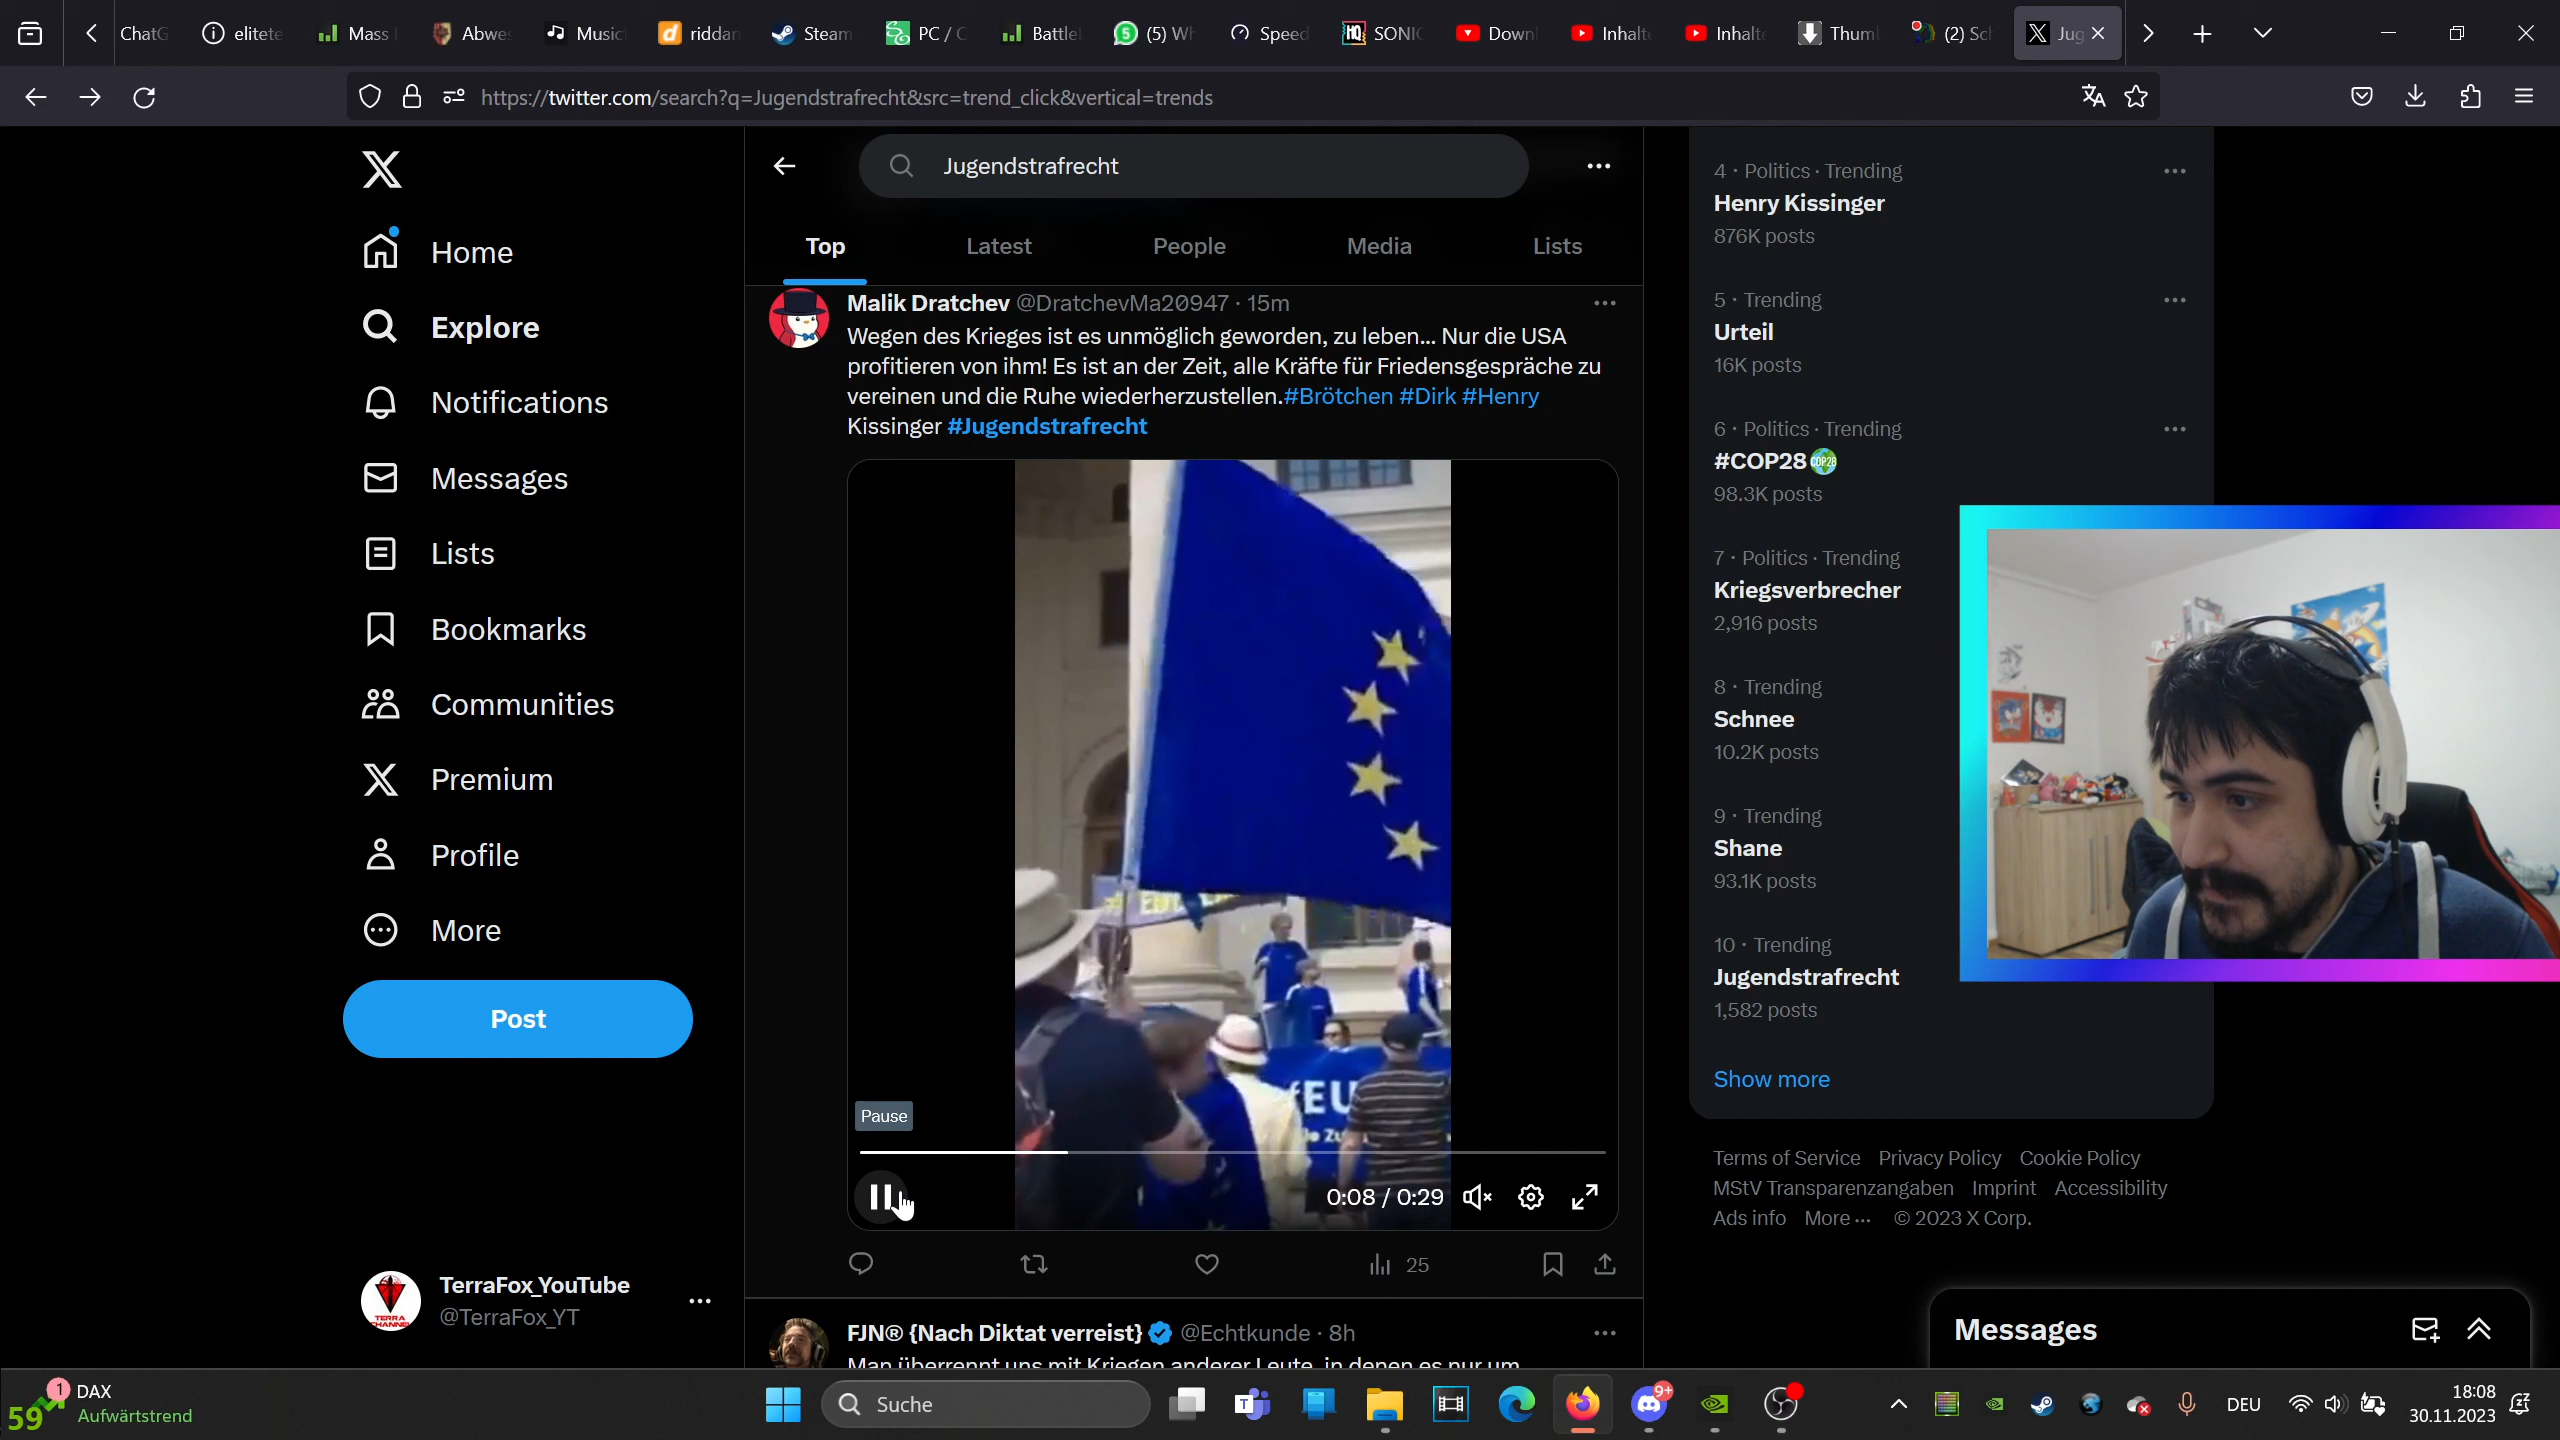 ChatG
elitete
Mass
Abwe
Music
riddan
Steam
PC / C
Battlel
(5) Wh
Speed
SONIC
Down
Inhalt
Inhalt
Thum
(2) Sc
Jug
https://twitter.com/search?q=Jugendstrafrecht&src=trend_click&vertical=trends
Home
Explore
Notifications
Messages
Lists
Bookmarks
Communities
Premium
Profile
More
Post
TerraFox_YouTube
@TerraFox_YT
Jugendstrafrecht
Top
Latest
People
Media
Lists
Malik Dratchev @DratchevMa20947 · 15m
Wegen des Krieges ist es unmöglich geworden, zu leben... Nur die USA
profitieren von ihm! Es ist an der Zeit, alle Kräfte für Friedensgespräche zu
vereinen und die Ruhe wiederherzustellen.#Brötchen #Dirk #Henry
Kissinger #Jugendstrafrecht
EU
Pause
0:08 / 0:29
25
FJN® {Nach Diktat verreist} @Echtkunde · 8h
Man überrennt uns mit Kriegen anderer Leute, in denen es nur um
4 · Politics · Trending
Henry Kissinger
876K posts
5 · Trending
Urteil
16K posts
6 · Politics · Trending
#COP28
COP28
98.3K posts
7 · Politics · Trending
Kriegsverbrecher
2,916 posts
8 · Trending
Schnee
10.2K posts
9 · Trending
Shane
93.1K posts
10 · Trending
Jugendstrafrecht
1,582 posts
Show more
Terms of Service Privacy Policy Cookie Policy
MStV Transparenzangaben Imprint Accessibility
Ads info More ··· © 2023 X Corp.
Messages
59
1
DAX
Aufwärtstrend
Suche
9+
DEU
18:08
30.11.2023